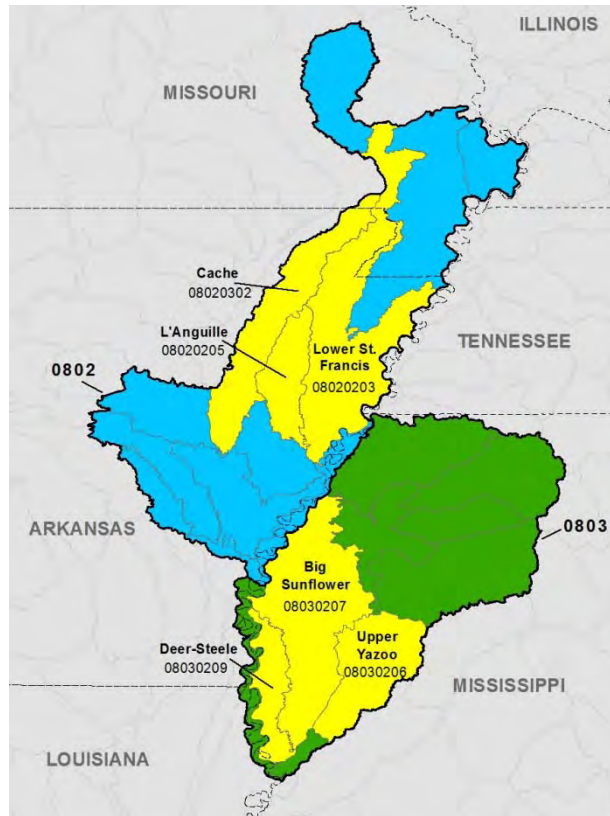 ILLINOIS
MISSOURI
Cache
08020302
L'Anguille
08020205
Lower St.
Francis
08020203
TENNESSEE
0802
ARKANSAS
0803
Big
Sunflower
08030207
Deer-Steele
08030209
Upper
Yazoo
08030206
MISSISSIPPI
LOUISIANA